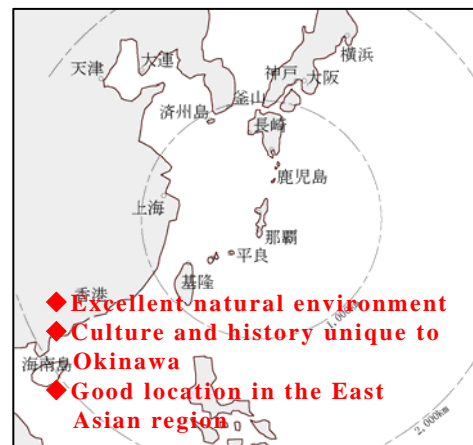 横浜
大連
天津
神戸
大阪
釜山
済州島
長崎
鹿児島
上海
那覇
平良
基隆
香港
◆Excellent natural environment
1,000km
◆Culture and history unique to
Okinawa
海南島
◆Good location in the East
Asian region
2,000km